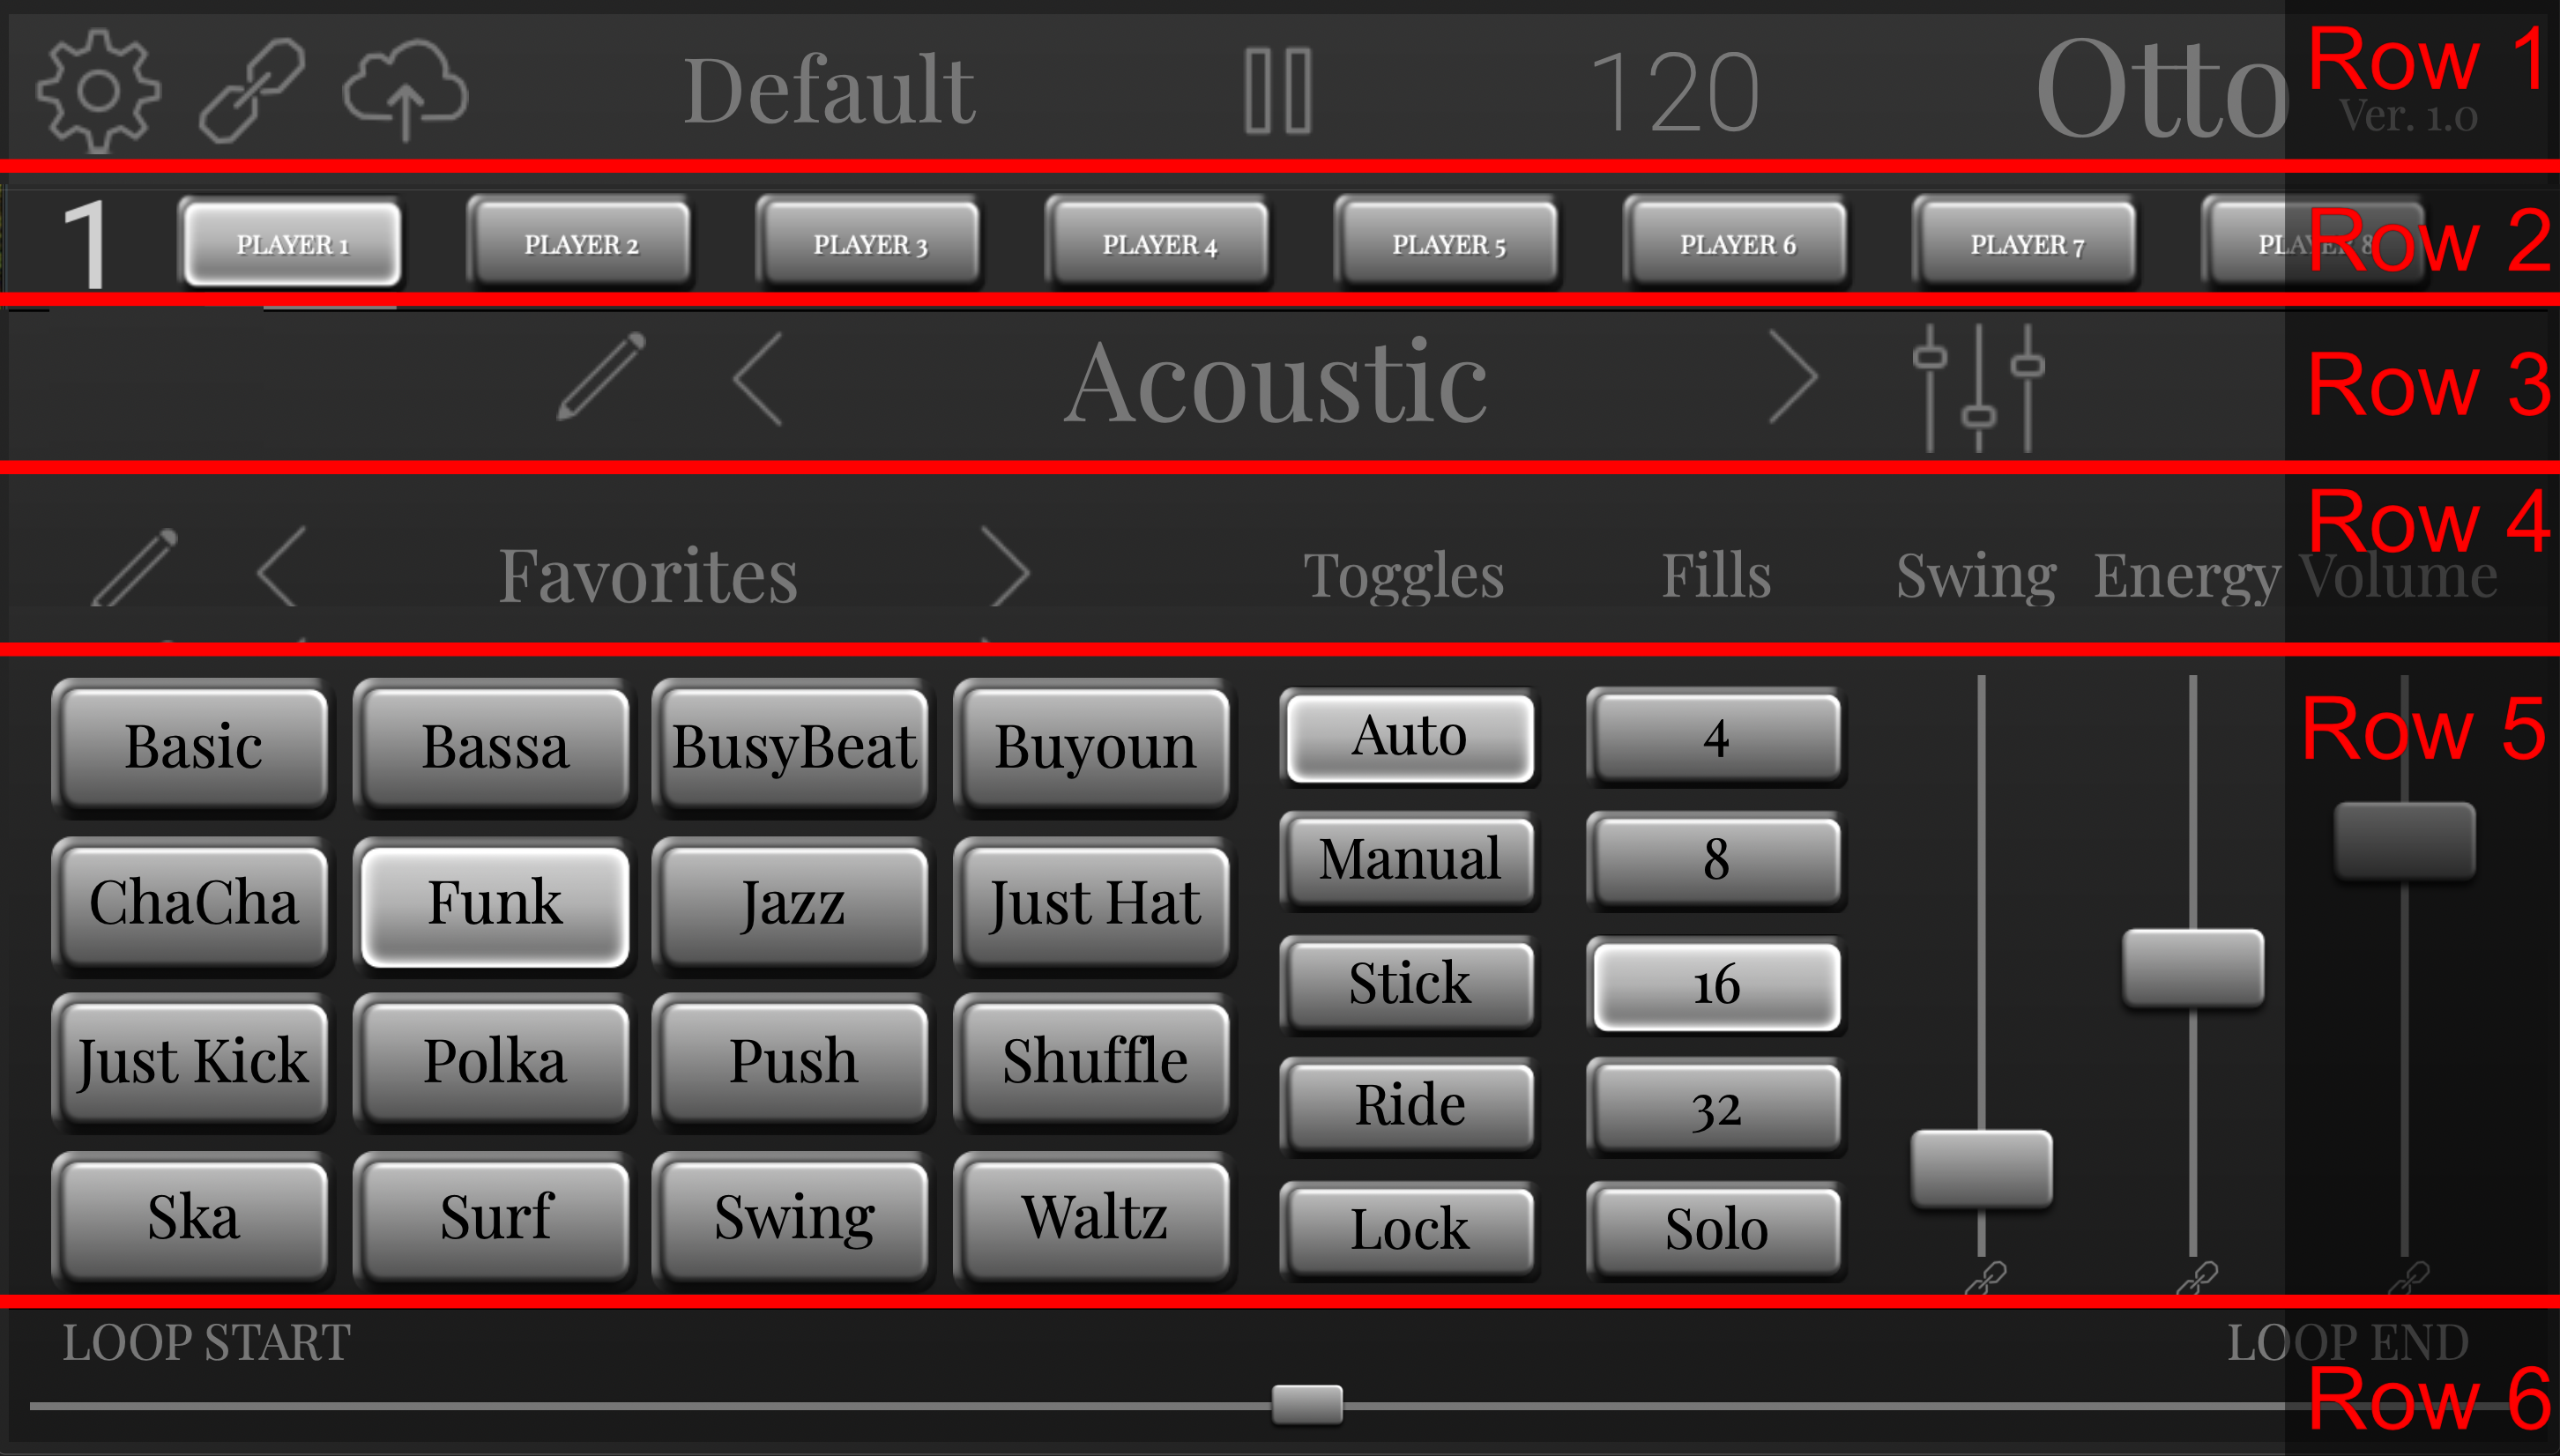 Default 120 Otto Ver. 1.0 Row 1
1 PLAYER 1 PLAYER 2 PLAYER 3 PLAYER 4 PLAYER 5 PLAYER 6 PLAYER 7 PLAYER 8 Row 2
Acoustic Row 3
Row 4
Favorites Toggles Fills Swing Energy Volume
Row 5
Basic Bassa BusyBeat Buyoun Auto 4
Manual 8
ChaCha Funk Jazz Just Hat
Stick 16
Just Kick Polka Push Shuffle
Ride 32
Ska Surf Swing Waltz Lock Solo
LOOP START LOOP END
Row 6